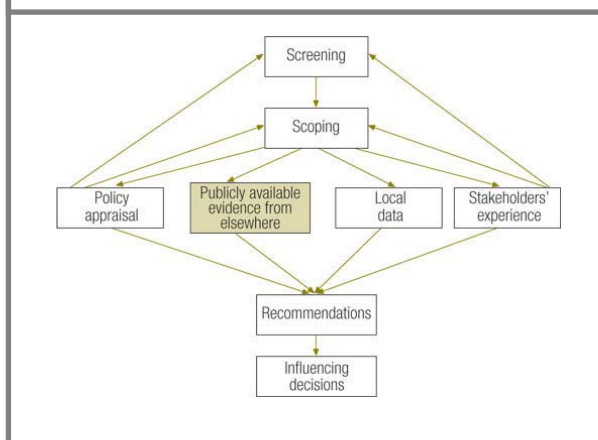 Screening
Scoping
Policy
appraisal
Publicly available
evidence from
elsewhere
Local
data
Stakeholders'
experience
Recommendations
Influencing
decisions